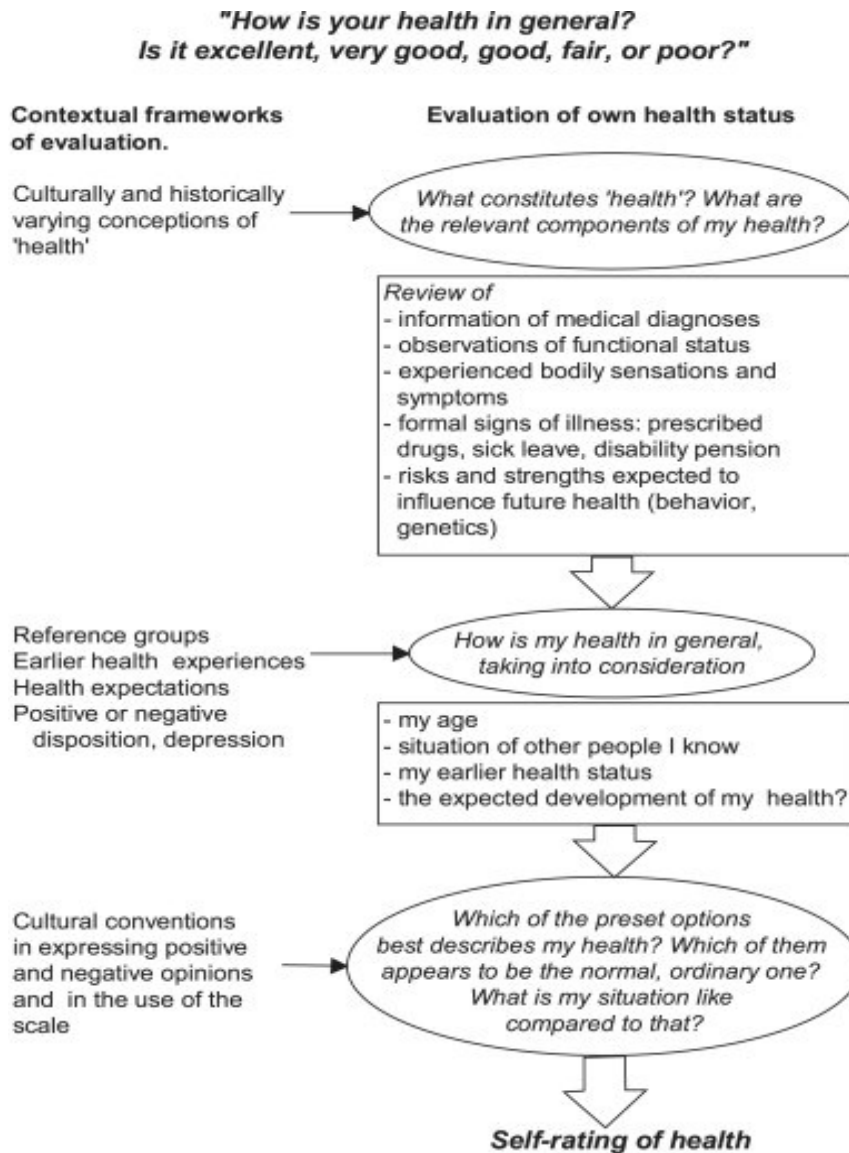 "How is your health in general?
Is it excellent, very good, good, fair, or poor?"
Contextual frameworks
of evaluation.
Evaluation of own health status
Culturally and historically
varying conceptions of
'health'
What constitutes 'health'? What are
the relevant components of my health?
Review of
- information of medical diagnoses
- observations of functional status
- experienced bodily sensations and
symptoms
- formal signs of illness: prescribed
drugs, sick leave, disability pension
- risks and strengths expected to
influence future health (behavior,
genetics)
Reference groups
Earlier health experiences
Health expectations
Positive or negative
disposition, depression
How is my health in general,
taking into consideration
- my age
- situation of other people I know
- my earlier health status
- the expected development of my health?
Cultural conventions
in expressing positive
and negative opinions
and in the use of the
scale
Which of the preset options
best describes my health? Which of them
appears to be the normal, ordinary one?
What is my situation like
compared to that?
Self-rating of health